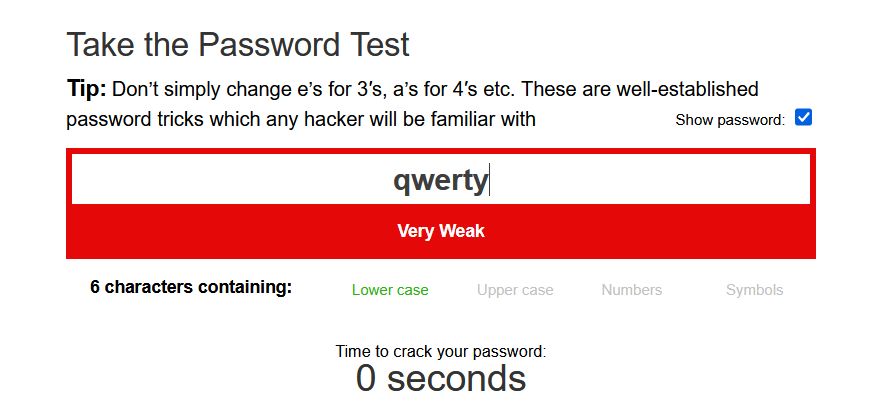 Take the Password Test
Tip: Don’t simply change e’s for 3′s, a’s for 4′s etc. These are well-established
password tricks which any hacker will be familiar with
Show password:
qwerty
Very Weak
6 characters containing:
Lower case
Upper case
Numbers
Symbols
Time to crack your password:
0 seconds